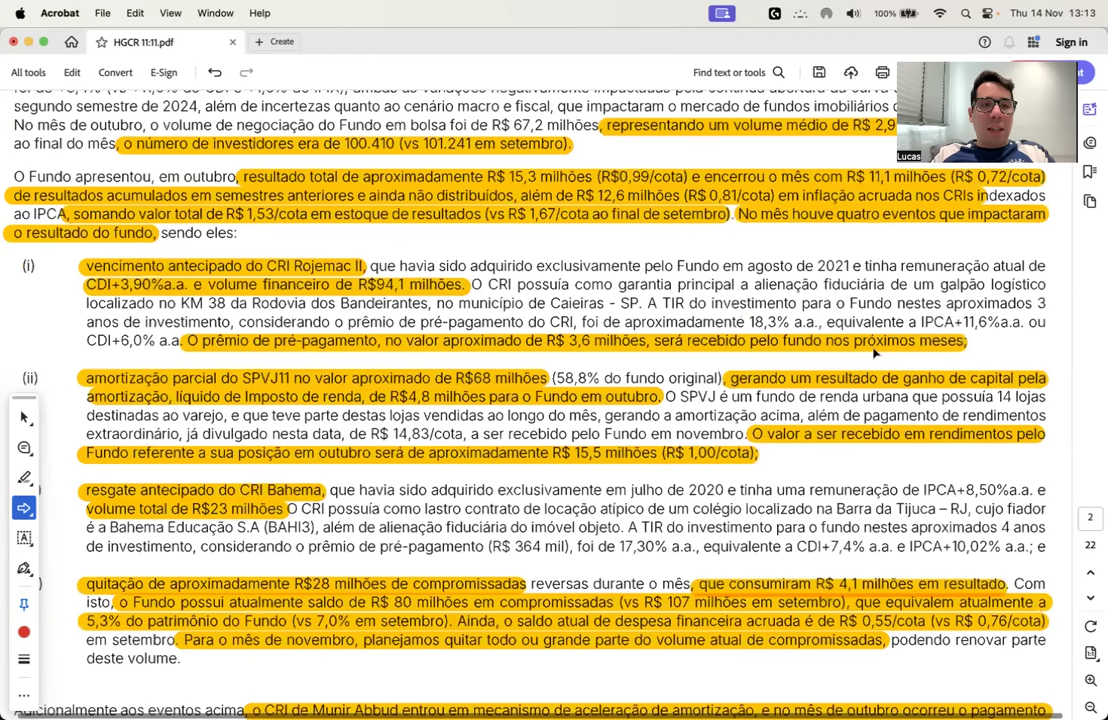 Acrobat File Edit View Window Help
100% Thu 14 Nov 13:13
HGCR 11:11.pdf
+ Create
Sign in
All tools Edit Convert E-Sign
Find text or tools
segundo semestre de 2024, além de incertezas quanto ao cenário macro e fiscal, que impactaram o mercado de fundos imobiliários
No mês de outubro, o volume de negociação do Fundo em bolsa foi de R$ 67,2 milhões, representando um volume médio de R$ 2,9
ao final do mês, o número de investidores era de 100.410 (vs 101.241 em setembro).
Lucas
O Fundo apresentou, em outubro, resultado total de aproximadamente R$ 15,3 milhões (R$0,99/cota) e encerrou o mês com R$ 11,1 milhões (R$ 0,72/cota)
de resultados acumulados em semestres anteriores e ainda não distribuídos, além de R$ 12,6 milhões (R$ 0,81/cota) em inflação acruada nos CRIs indexados
ao IPCA, somando valor total de R$ 1,53/cota em estoque de resultados (vs R$ 1,67/cota ao final de setembro). No mês houve quatro eventos que impactaram
o resultado do fundo, sendo eles:
(i) vencimento antecipado do CRI Rojemac II, que havia sido adquirido exclusivamente pelo Fundo em agosto de 2021 e tinha remuneração atual de
CDI+3,90%a.a. e volume financeiro de R$94,1 milhões. O CRI possuía como garantia principal a alienação fiduciária de um galpão logístico
localizado no KM 38 da Rodovia dos Bandeirantes, no município de Caieiras - SP. A TIR do investimento para o Fundo nestes aproximados 3
anos de investimento, considerando o prêmio de pré-pagamento do CRI, foi de aproximadamente 18,3% a.a., equivalente a IPCA+11,6%a.a. ou
CDI+6,0% a.a. O prêmio de pré-pagamento, no valor aproximado de R$ 3,6 milhões, será recebido pelo fundo nos próximos meses;
(ii) amortização parcial do SPVJ11 no valor aproximado de R$68 milhões (58,8% do fundo original), gerando um resultado de ganho de capital pela
amortização, líquido de Imposto de renda, de R$4,8 milhões para o Fundo em outubro. O SPVJ é um fundo de renda urbana que possuía 14 lojas
destinadas ao varejo, e que teve parte destas lojas vendidas ao longo do mês, gerando a amortização acima, além de pagamento de rendimentos
extraordinário, já divulgado nesta data, de R$ 14,83/cota, a ser recebido pelo Fundo em novembro. O valor a ser recebido em rendimentos pelo
Fundo referente a sua posição em outubro será de aproximadamente R$ 15,5 milhões (R$ 1,00/cota);
) resgate antecipado do CRI Bahema, que havia sido adquirido exclusivamente em julho de 2020 e tinha uma remuneração de IPCA+8,50%a.a. e
volume total de R$23 milhões O CRI possuía como lastro contrato de locação atípico de um colégio localizado na Barra da Tijuca – RJ, cujo fiador
é a Bahema Educação S.A (BAHI3), além de alienação fiduciária do imóvel objeto. A TIR do investimento para o fundo nestes aproximados 4 anos
de investimento, considerando o prêmio de pré-pagamento (R$ 364 mil), foi de 17,30% a.a., equivalente a CDI+7,4% a.a. e IPCA+10,02% a.a.; e
) quitação de aproximadamente R$28 milhões de compromissadas reversas durante o mês, que consumiram R$ 4,1 milhões em resultado. Com
isto, o Fundo possui atualmente saldo de R$ 80 milhões em compromissadas (vs R$ 107 milhões em setembro), que equivalem atualmente a
5,3% do patrimônio do Fundo (vs 7,0% em setembro). Ainda, o saldo atual de despesa financeira acruada é de R$ 0,55/cota (vs R$ 0,76/cota)
em setembro. Para o mês de novembro, planejamos quitar todo ou grande parte do volume atual de compromissadas, podendo renovar parte
deste volume.
Adicionalmente aos eventos acima, o CRI de Munir Abbud entrou em mecanismo de aceleração de amortização, e no mês de outubro ocorreu o pagamento
2
22